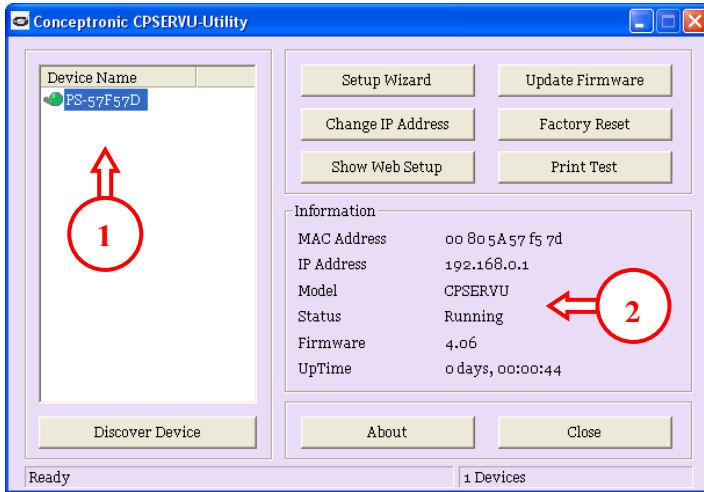 Conceptronic CPSERVU-Utility
Device Name
PS-57F57D
1
Discover Device
Setup Wizard
Update Firmware
Change IP Address
Factory Reset
Show Web Setup
Print Test
Information
MAC Address 00 80 5A 57 f5 7d
IP Address 192.168.0.1
Model CPSERVU
Status Running
Firmware 4.06
UpTime 0 days, 00:00:44
2
About
Close
Ready
1 Devices